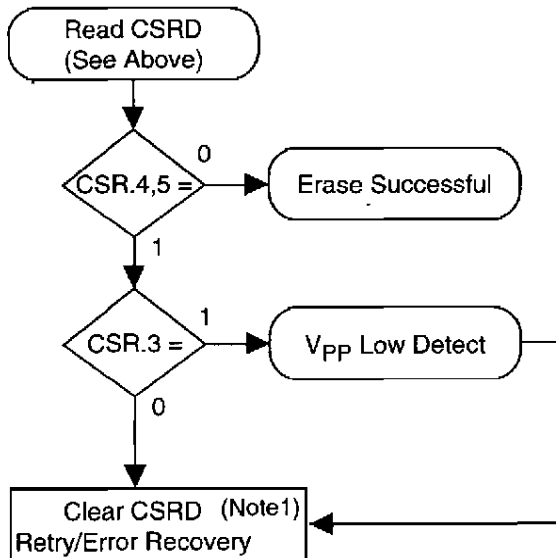 Read CSRD
(See Above)
CSR.4,5 =
0
Erase Successful
1
CSR.3 =
1
VPP Low Detect
0
Clear CSRD (Note1)
Retry/Error Recovery